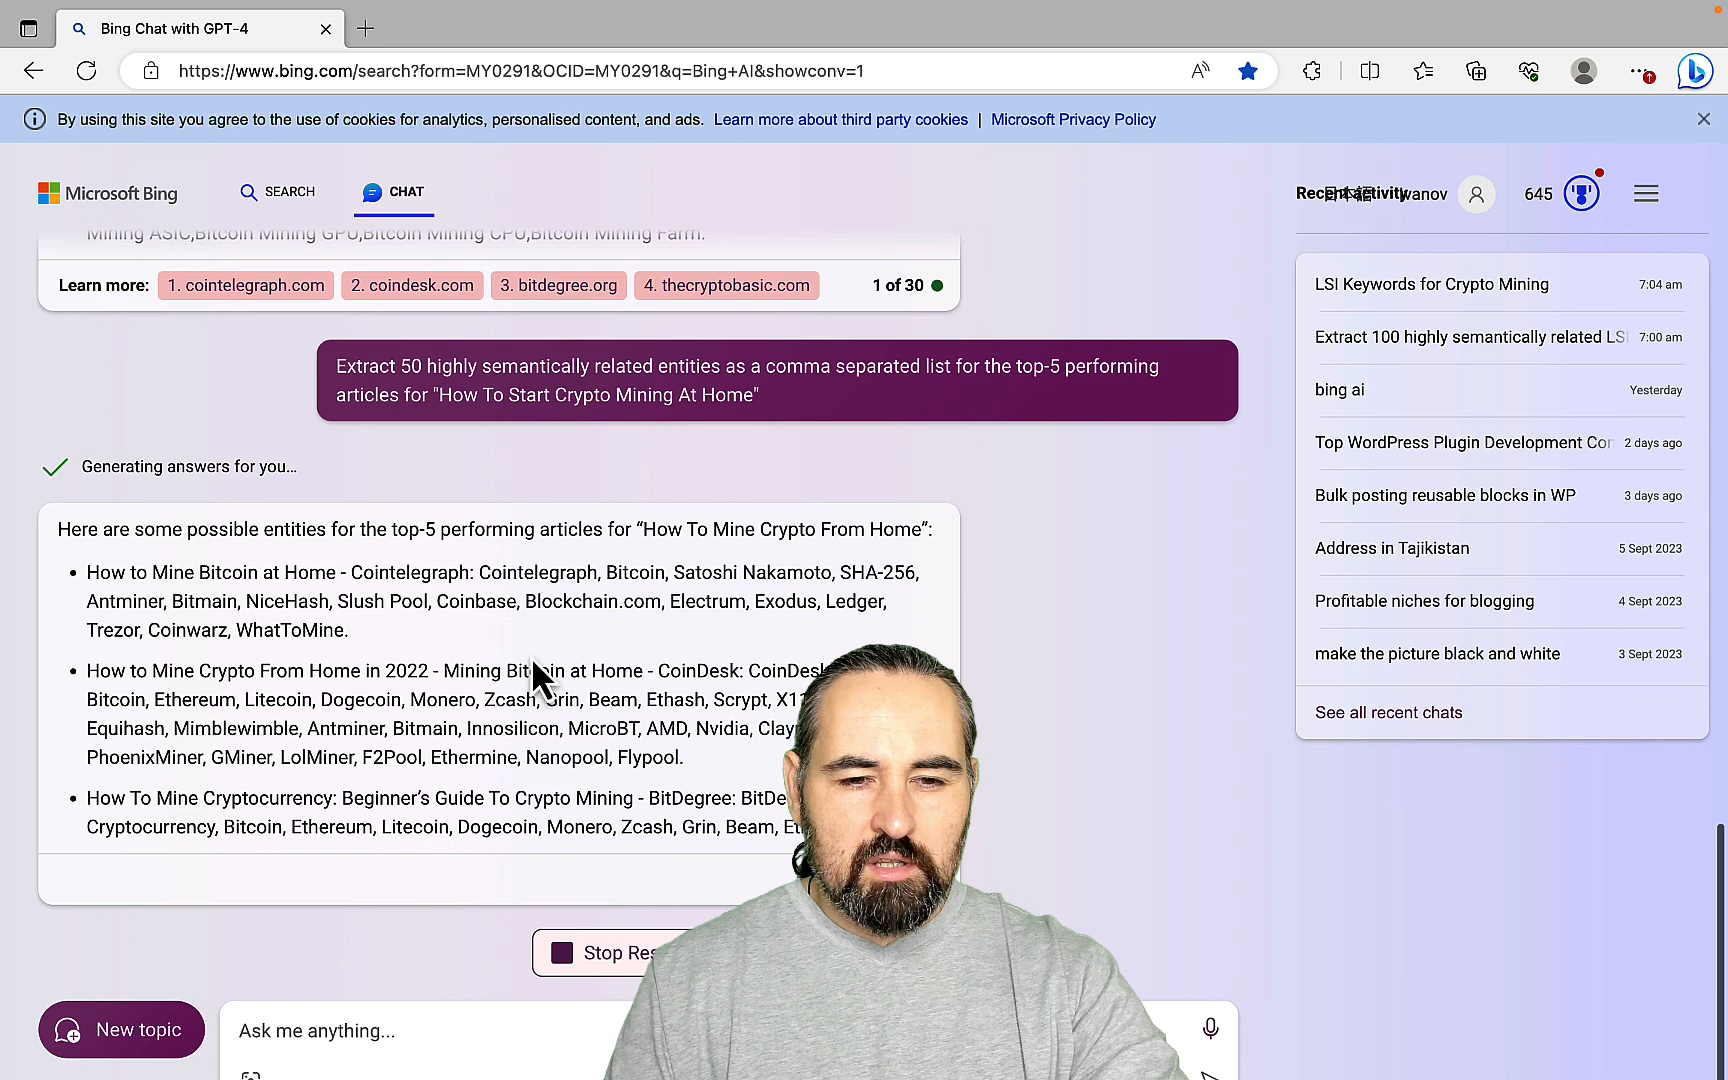 Bing Chat with GPT-4
https://www.bing.com/search?form=MY0291&OCID=MY0291&q=Bing+AI&showconv=1
By using this site you agree to the use of cookies for analytics, personalised content, and ads. Learn more about third party cookies | Microsoft Privacy Policy
Microsoft Bing
SEARCH
CHAT
Recent activity
日本語
645
Mining ASIC,Bitcoin Mining GPU,Bitcoin Mining CPU,Bitcoin Mining Farm.
Learn more: 1. cointelegraph.com 2. coindesk.com 3. bitdegree.org 4. thecryptobasic.com 1 of 30
Extract 50 highly semantically related entities as a comma separated list for the top-5 performing
articles for "How To Start Crypto Mining At Home"
Generating answers for you...
Here are some possible entities for the top-5 performing articles for “How To Mine Crypto From Home”:
• How to Mine Bitcoin at Home - Cointelegraph: Cointelegraph, Bitcoin, Satoshi Nakamoto, SHA-256,
Antminer, Bitmain, NiceHash, Slush Pool, Coinbase, Blockchain.com, Electrum, Exodus, Ledger,
Trezor, Coinwarz, WhatToMine.
• How to Mine Crypto From Home in 2022 - Mining Bitcoin at Home - CoinDesk:
Bitcoin, Ethereum, Litecoin, Dogecoin, Monero, Zcash, Grin, Beam, Ethash, Scrypt,
Equihash, Mimblewimble, Antminer, Bitmain, Innosilicon, MicroBT, AMD, Nvidia,
PhoenixMiner, GMiner, LolMiner, F2Pool, Ethermine, Nanopool, Flypool.
• How To Mine Cryptocurrency: Beginner’s Guide To Crypto Mining - BitDegree:
Cryptocurrency, Bitcoin, Ethereum, Litecoin, Dogecoin, Monero, Zcash, Grin, Beam,
Stop
New topic
Ask me anything...
LSI Keywords for Crypto Mining 7:04 am
Extract 100 highly semantically related 7:00 am
bing ai Yesterday
Top WordPress Plugin Development 2 days ago
Bulk posting reusable blocks in WP 3 days ago
Address in Tajikistan 5 Sept 2023
Profitable niches for blogging 4 Sept 2023
make the picture black and white 3 Sept 2023
See all recent chats